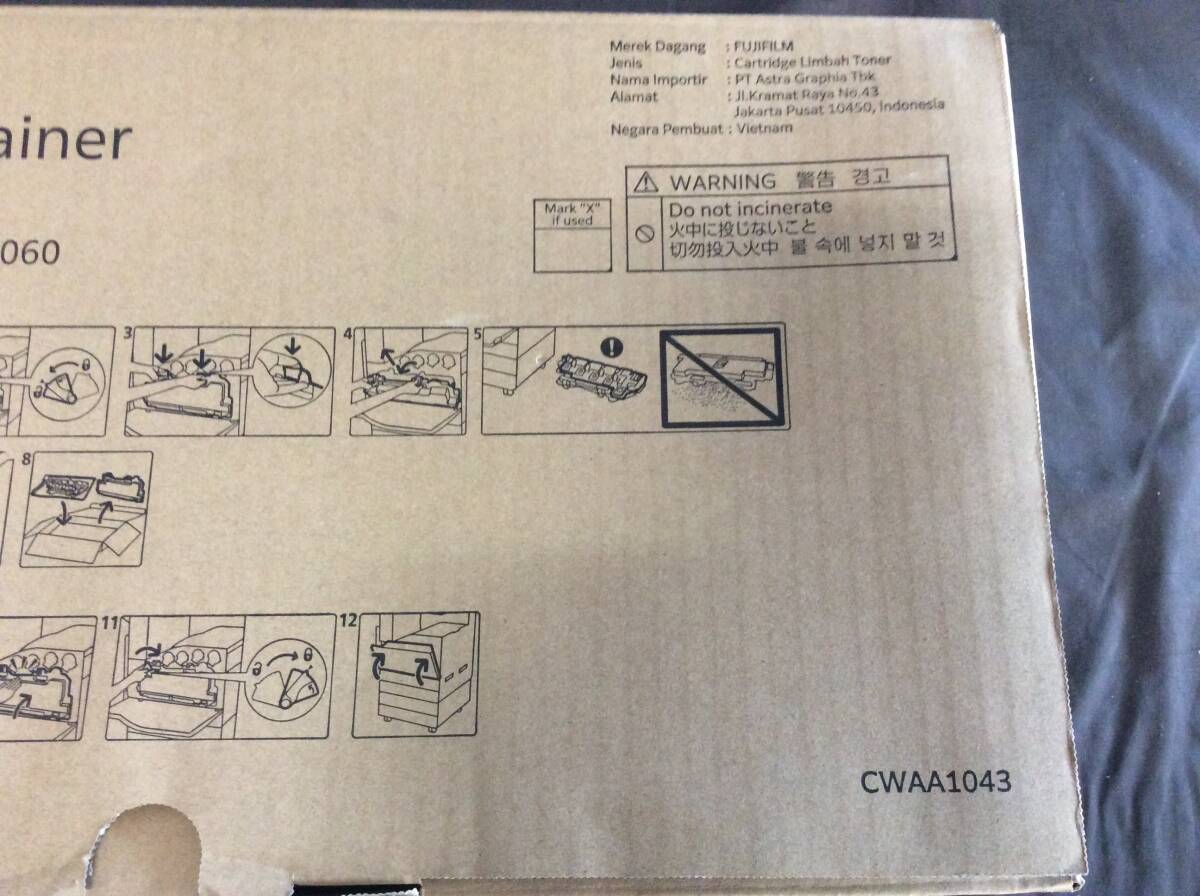 Merek Dagang : FUJIFILM
Jenis : Cartridge Limbah Toner
Nama Importir : PT Astra Graphia Tbk
Alamat : Jl.Kramat Raya No.43
Jakarta Pusat 10450, Indonesia
Negara Pembuat : Vietnam
ainer
WARNING 警告 경고
Mark "X"
if used
Do not incinerate
火中に投じないこと
切勿投入火中 불 속에 넣지 말 것
060
3
4
5
8
11
12
CWAA1043